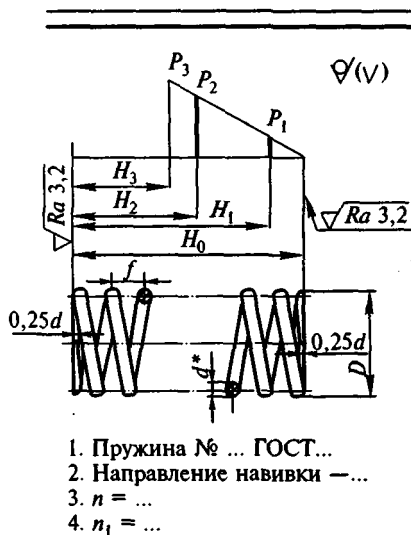 (√)
P₃
P₂
P₁
H₃
H₂
H₁
H₀
Ra 3,2
Ra 3,2
f
0,25d
d*
0,25d
D
1. Пружина № ... ГОСТ...
2. Направление навивки —...
3. n = ...
4. n₁ = ...